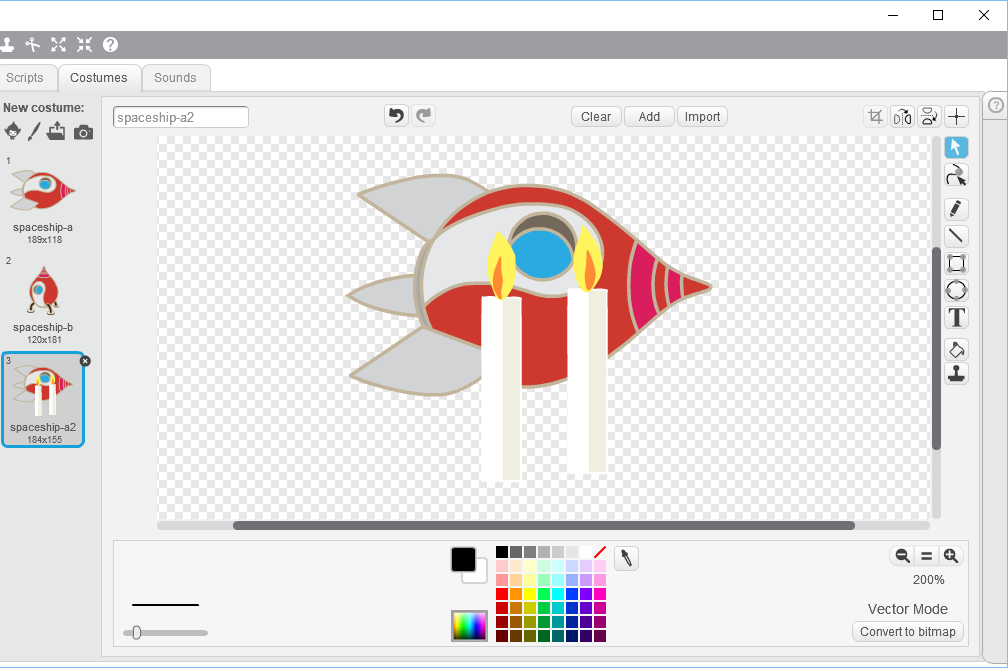 Scripts Costumes Sounds
New costume:
spaceship-a2
Clear Add Import
1
spaceship-a
189x118
2
spaceship-b
120x181
3
spaceship-a2
184x155
T
200%
Vector Mode
Convert to bitmap